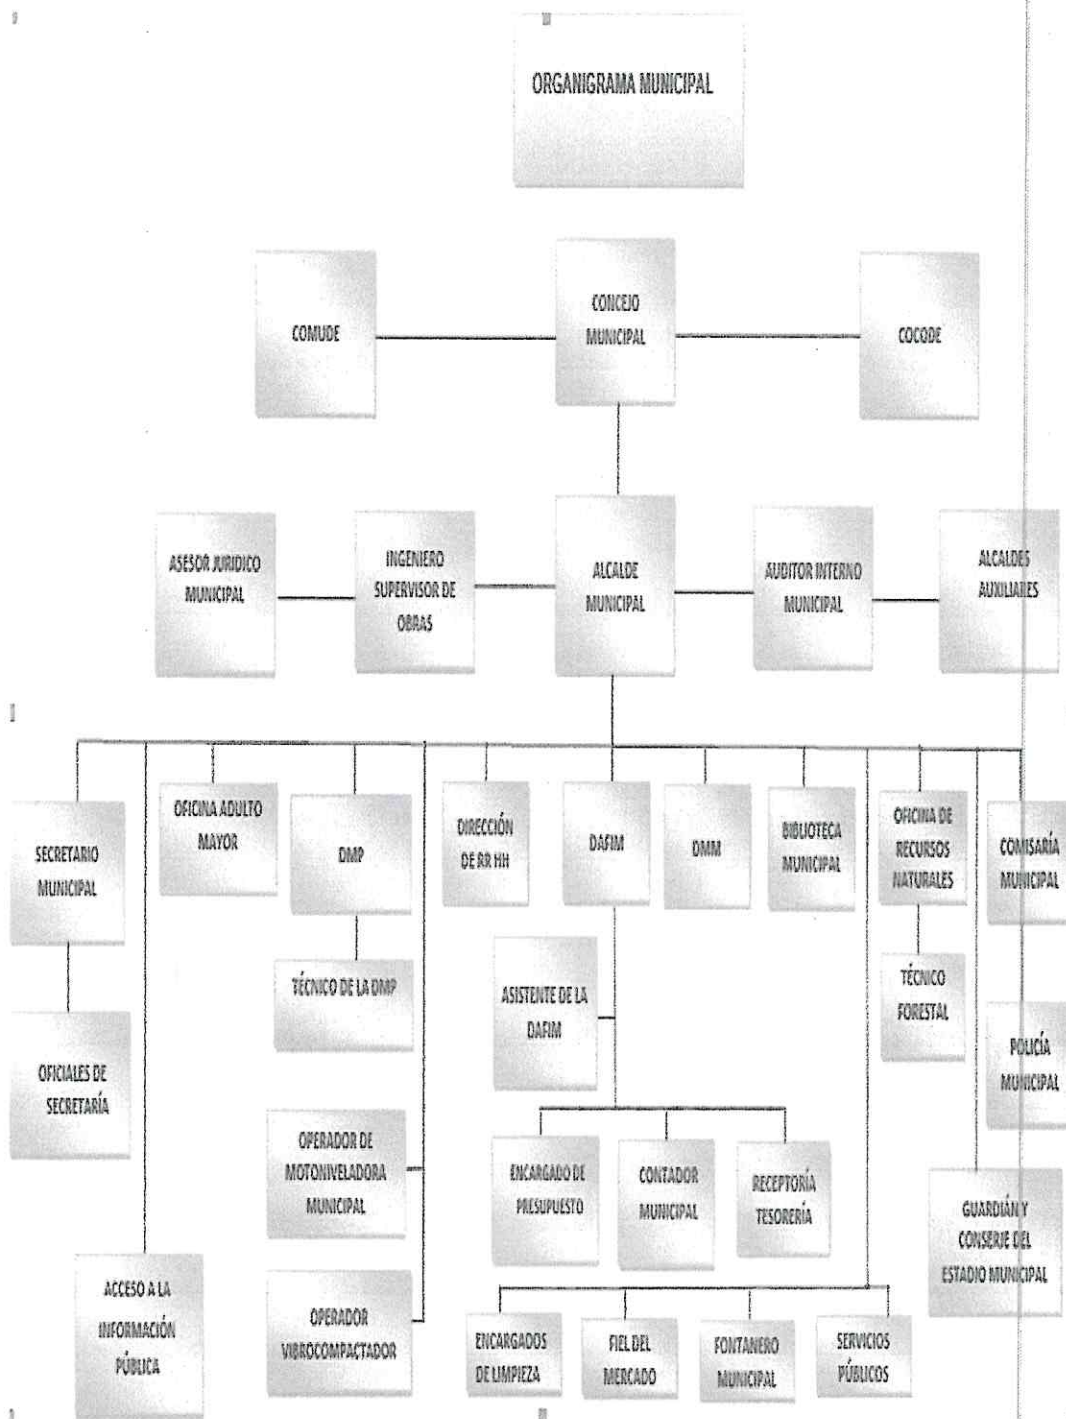 ORGANIGRAMA MUNICIPAL
COMUDE
CONCEJO
MUNICIPAL
COCODE
ASESOR JURIDICO
MUNICIPAL
INGENIERO
SUPERVISOR DE
OBRAS
ALCALDE
MUNICIPAL
AUDITOR INTERNO
MUNICIPAL
ALCALDES
AUXILIARES
SECRETARIO
MUNICIPAL
OFICINA ADULTO
MAYOR
DMP
DIRECCIÓN
DE RR HH
DAFIM
DMM
BIBLIOTECA
MUNICIPAL
OFICINA DE
RECURSOS
NATURALES
COMISARÍA
MUNICIPAL
OFICIALES DE
SECRETARÍA
TÉCNICO DE LA DMP
ASISTENTE DE LA
DAFIM
TÉCNICO
FORESTAL
POLICÍA
MUNICIPAL
OPERADOR DE
MOTONIVELADORA
MUNICIPAL
ENCARGADO DE
PRESUPUESTO
CONTADOR
MUNICIPAL
RECEPTORÍA
TESORERÍA
GUARDIÁN Y
CONSERJE DEL
ESTADIO MUNICIPAL
ACCESO A LA
INFORMACIÓN
PÚBLICA
OPERADOR
VIBROCOMPACTADOR
ENCARGADOS
DE LIMPIEZA
FIEL DEL
MERCADO
FONTANERO
MUNICIPAL
SERVICIOS
PÚBLICOS